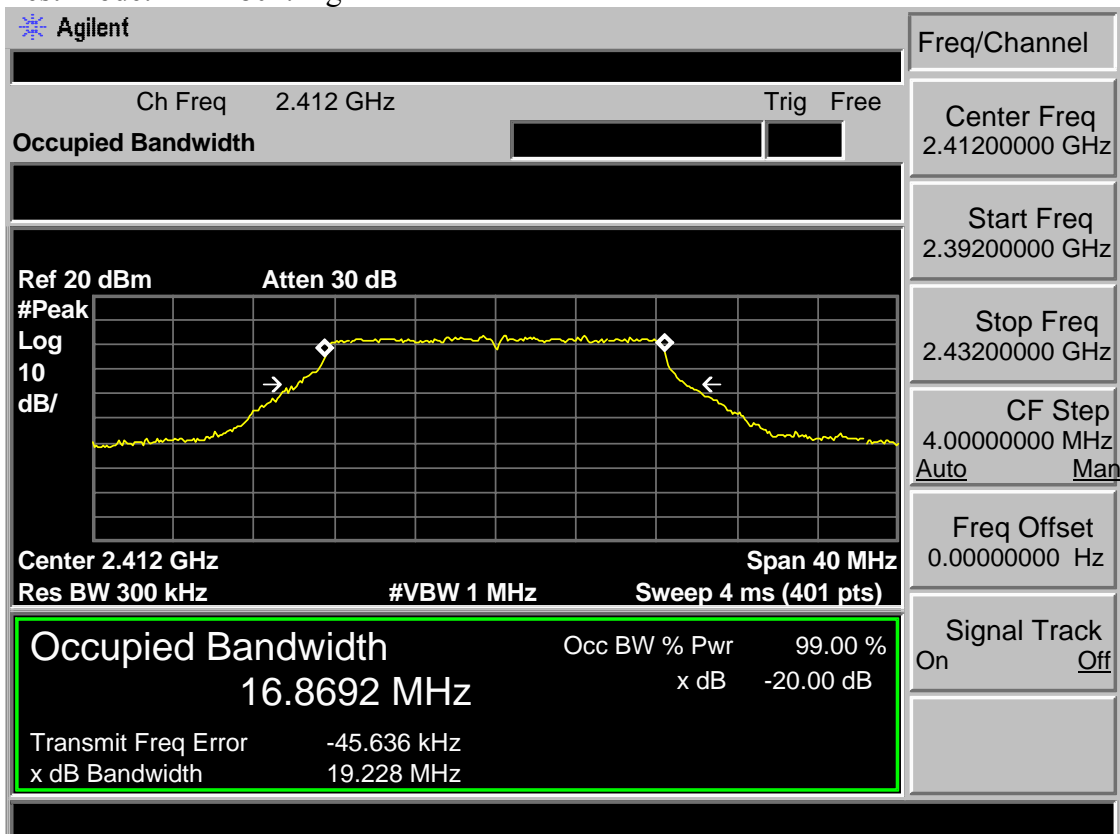 Agilent
Freq/Channel
Ch Freq 2.412 GHz Trig Free
Occupied Bandwidth
Center Freq
2.41200000 GHz
Start Freq
2.39200000 GHz
Stop Freq
2.43200000 GHz
CF Step
4.00000000 MHz
Auto Man
Freq Offset
0.00000000 Hz
Signal Track
On Off
Ref 20 dBm Atten 30 dB
#Peak
Log
10
dB/
Center 2.412 GHz Span 40 MHz
Res BW 300 kHz #VBW 1 MHz Sweep 4 ms (401 pts)
Occupied Bandwidth Occ BW % Pwr 99.00 %
16.8692 MHz x dB -20.00 dB
Transmit Freq Error -45.636 kHz
x dB Bandwidth 19.228 MHz